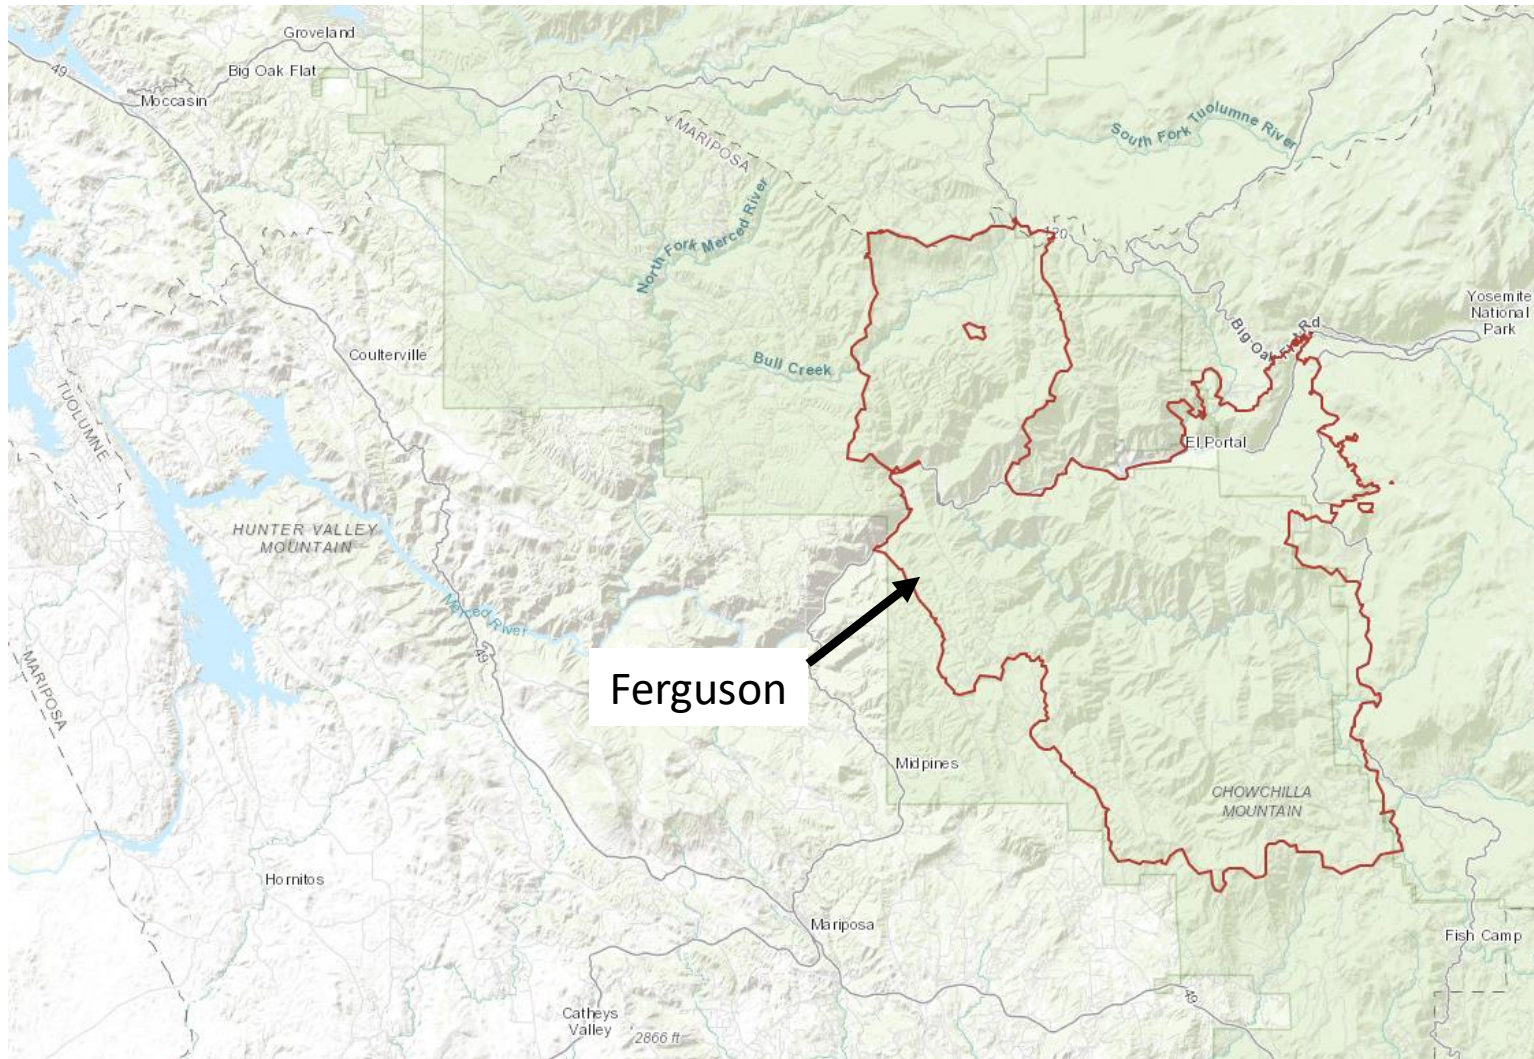 Groveland
49
Big Oak Flat
Moccasin
MARIPOSA
South Fork Tuolumne River
North Fork Merced River
120
Yosemite
National
Park
Big Oak Flat Rd
Coulterville
Bull Creek
TUOLUMNE
El Portal
HUNTER VALLEY
MOUNTAIN
Merced River
49
MARIPOSA
Ferguson
Midpines
CHOWCHILLA
MOUNTAIN
Hornitos
Mariposa
Fish Camp
49
Catheys
Valley
2866 ft